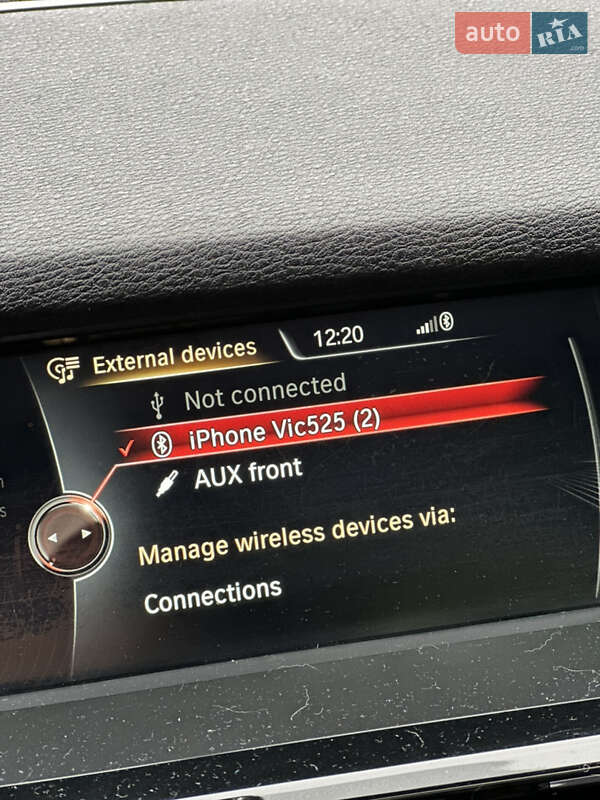 auto RIA .com
External devices
12:20
Not connected
iPhone Vic525 (2)
AUX front
Manage wireless devices via:
Connections